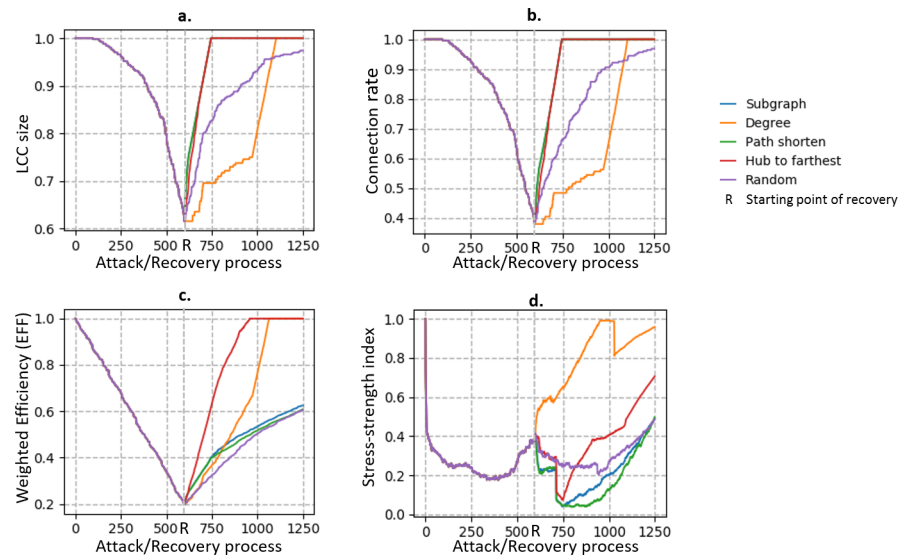 a.
1.0
0.9
0.8
0.7
0.6
LCC size
0 250 500 R 750 1000 1250
Attack/Recovery process
b.
1.0
0.9
0.8
0.7
0.6
0.5
0.4
Connection rate
0 250 500 R 750 1000 1250
Attack/Recovery process
Subgraph
Degree
Path shorten
Hub to farthest
Random
R Starting point of recovery
c.
1.0
0.8
0.6
0.4
0.2
Weighted Efficiency (EFF)
0 250 500 R 750 1000 1250
Attack/Recovery process
d.
1.0
0.8
0.6
0.4
0.2
0.0
Stress-strength index
0 250 500 R 750 1000 1250
Attack/Recovery process